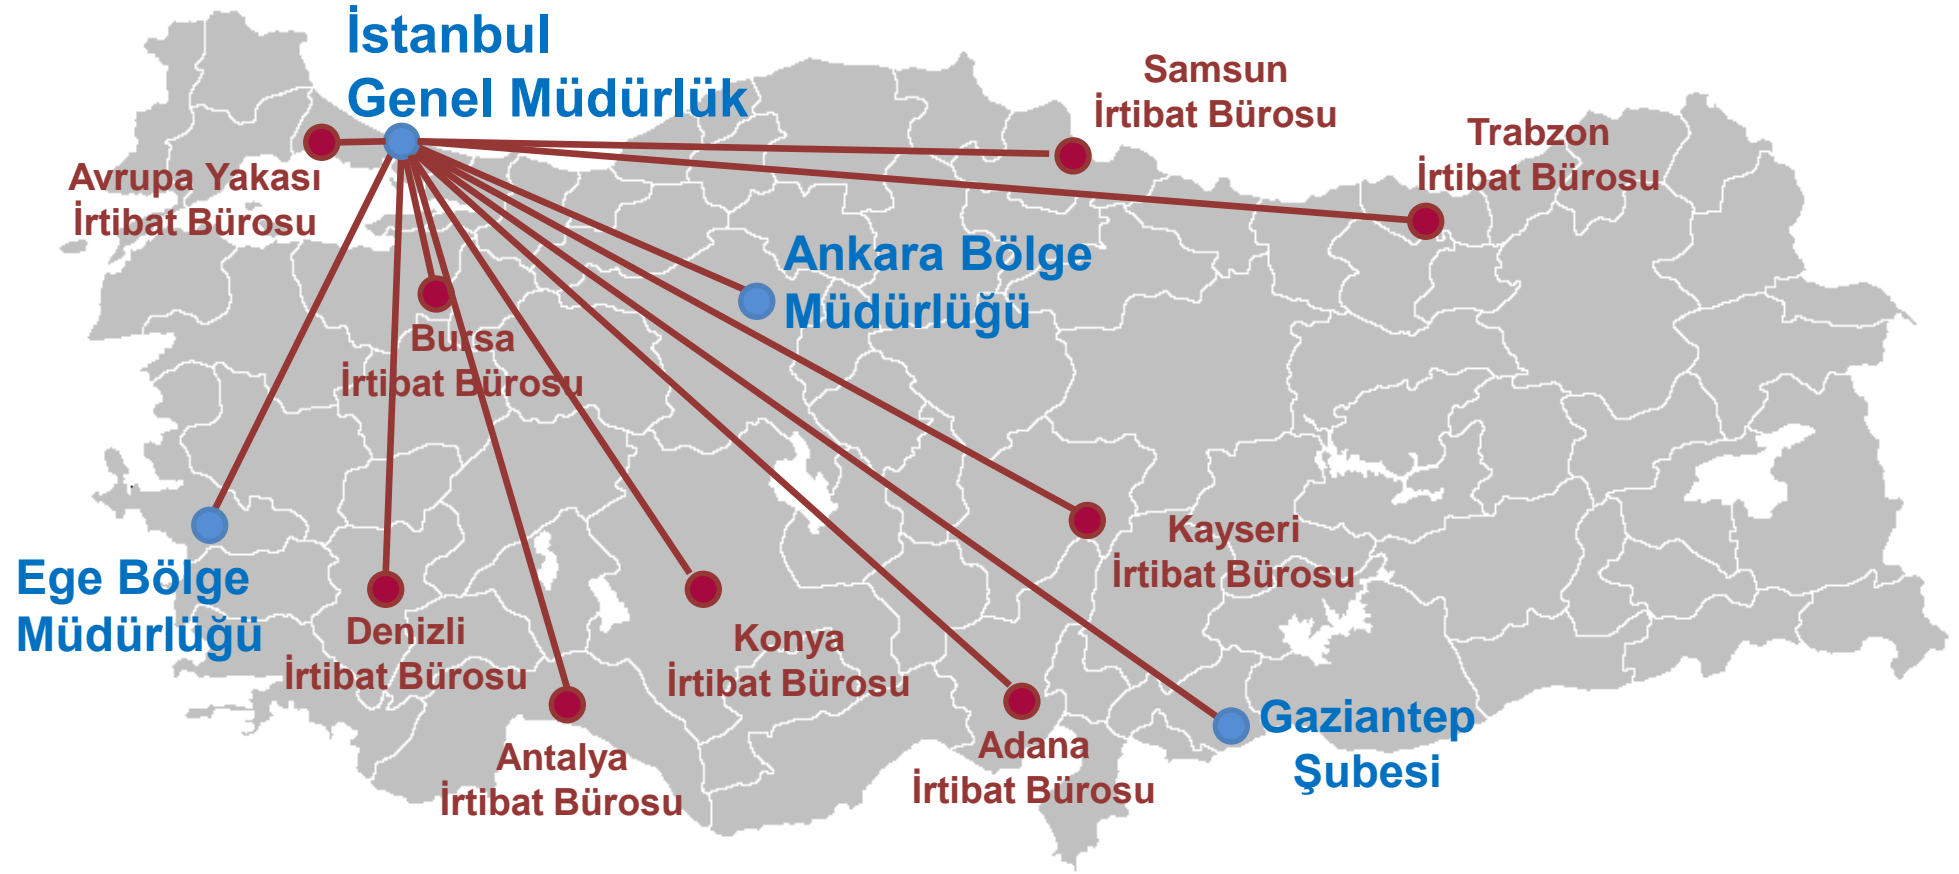 İstanbul
Genel Müdürlük
Samsun
İrtibat Bürosu
Trabzon
İrtibat Bürosu
Avrupa Yakası
İrtibat Bürosu
Ankara Bölge
Müdürlüğü
Bursa
İrtibat Bürosu
Kayseri
İrtibat Bürosu
Ege Bölge
Müdürlüğü
Denizli
İrtibat Bürosu
Konya
İrtibat Bürosu
Gaziantep
Şubesi
Antalya
İrtibat Bürosu
Adana
İrtibat Bürosu